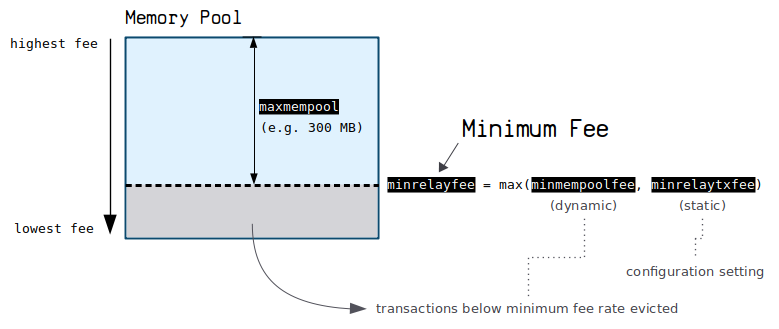 Memory Pool
highest fee
maxmempool
(e.g. 300 MB)
Minimum Fee
minrelayfee = max(minmempoolfee, minrelaytxfee)
(dynamic) (static)
lowest fee
configuration setting
transactions below minimum fee rate evicted